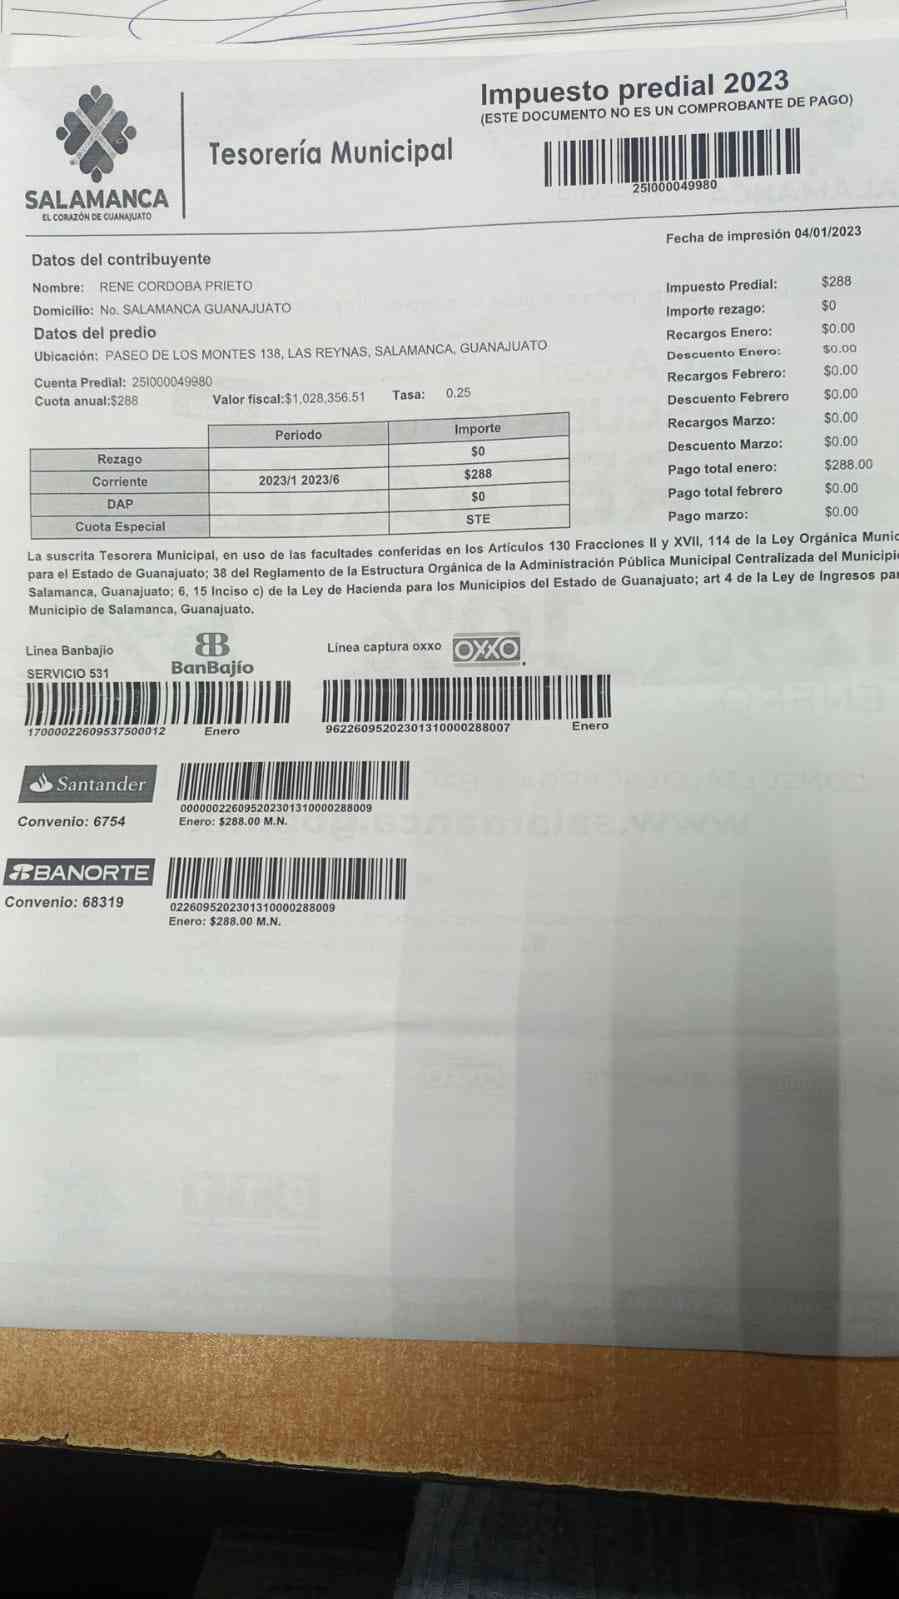 Impuesto predial 2023
(ESTE DOCUMENTO NO ES UN COMPROBANTE DE PAGO)
Tesorería Municipal
25I000049980
SALAMANCA
EL CORAZÓN DE GUANAJUATO
Fecha de impresión 04/01/2023
Datos del contribuyente
Nombre: RENE CORDOBA PRIETO
Domicilio: No. SALAMANCA GUANAJUATO
Datos del predio
Ubicación: PASEO DE LOS MONTES 138, LAS REYNAS, SALAMANCA, GUANAJUATO
Cuenta Predial: 25I000049980
Cuota anual:$288 Valor fiscal:$1,028,356.51 Tasa: 0.25
Impuesto Predial: $288
Importe rezago: $0
Recargos Enero: $0.00
Descuento Enero: $0.00
Recargos Febrero: $0.00
Descuento Febrero $0.00
Recargos Marzo: $0.00
Descuento Marzo: $0.00
Pago total enero: $288.00
Pago total febrero $0.00
Pago marzo: $0.00
Periodo Importe
Rezago $0
Corriente 2023/1 2023/6 $288
DAP $0
Cuota Especial STE
La suscrita Tesorera Municipal, en uso de las facultades conferidas en los Artículos 130 Fracciones II y XVII, 114 de la Ley Orgánica Munic
para el Estado de Guanajuato; 38 del Reglamento de la Estructura Orgánica de la Administración Pública Municipal Centralizada del Municipi
Salamanca, Guanajuato; 6, 15 Inciso c) de la Ley de Hacienda para los Municipios del Estado de Guanajuato; art 4 de la Ley de Ingresos par
Municipio de Salamanca, Guanajuato.
Linea Banbajio BanBajío Línea captura oxxo OXXO
SERVICIO 531
17000022609537500012 Enero 96226095202301310000288007 Enero
Santander
Convenio: 6754
000000226095202301310000288009
Enero: $288.00 M.N.
BANORTE
Convenio: 68319
0226095202301310000288009
Enero: $288.00 M.N.